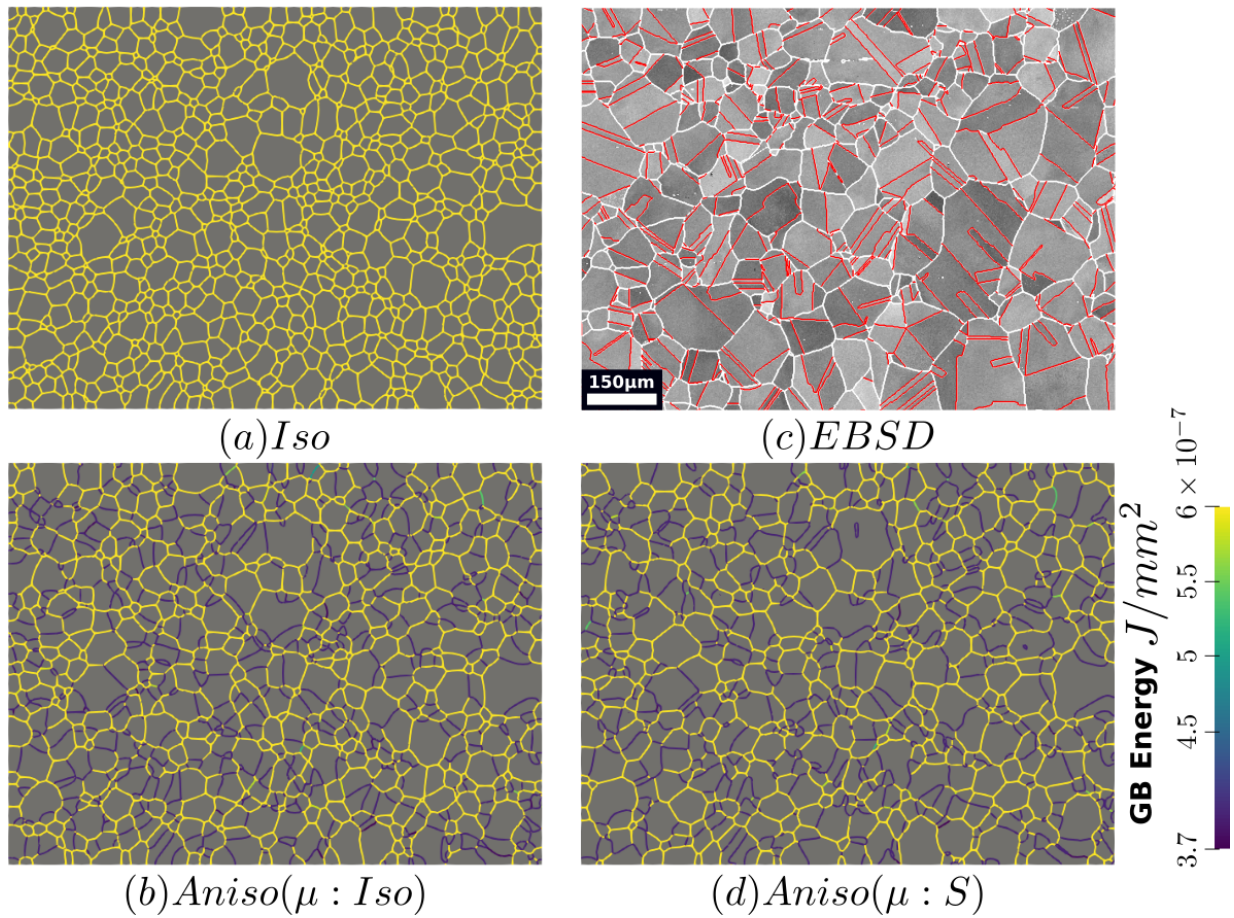 150μm
(a)Iso
(c)EBSD
(b)Aniso(μ : Iso)
(d)Aniso(μ : S)
GB Energy J/mm²
6 × 10⁻⁷
5.5
5
4.5
3.7